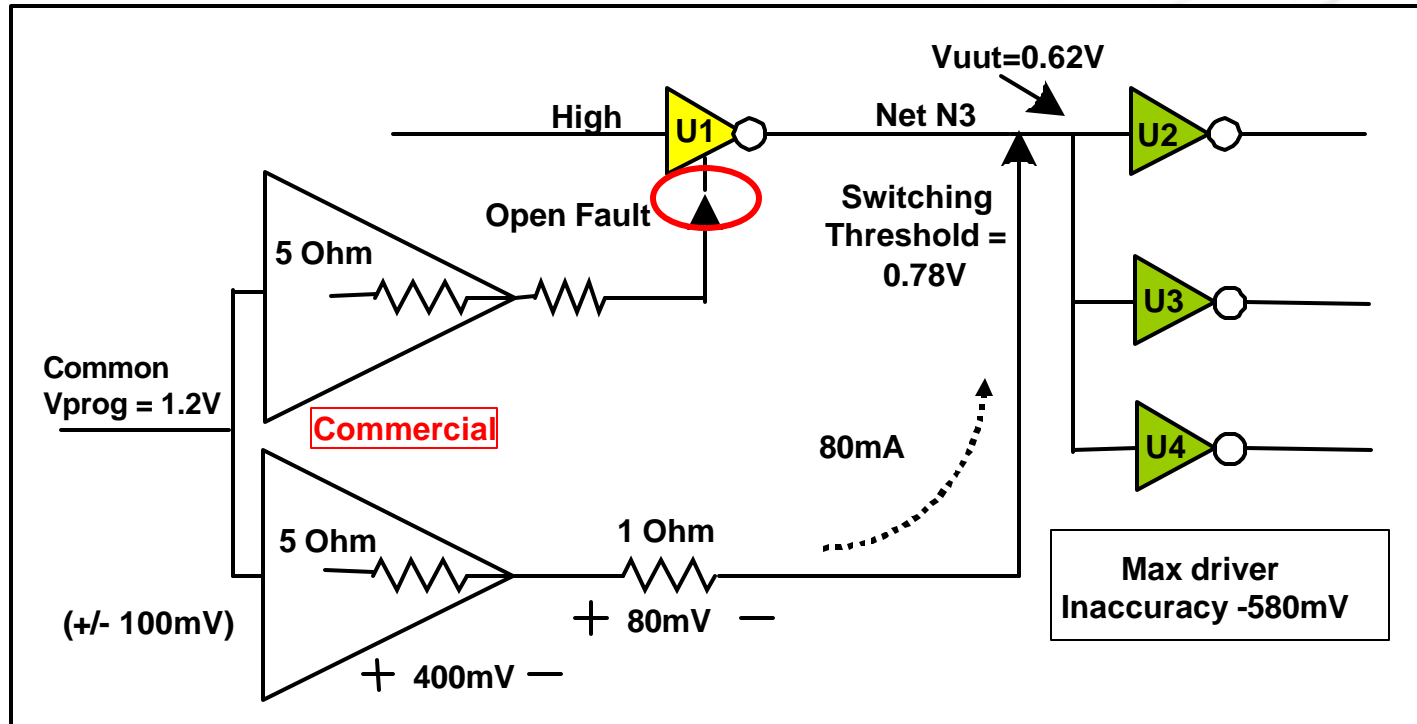 Vuut=0.62V
High
U1
Net N3
U2
Open Fault
Switching
Threshold =
0.78V
5 Ohm
U3
Common
Vprog = 1.2V
Commercial
80mA
U4
5 Ohm
1 Ohm
Max driver
Inaccuracy -580mV
(+/- 100mV)
+ 80mV −
+ 400mV −